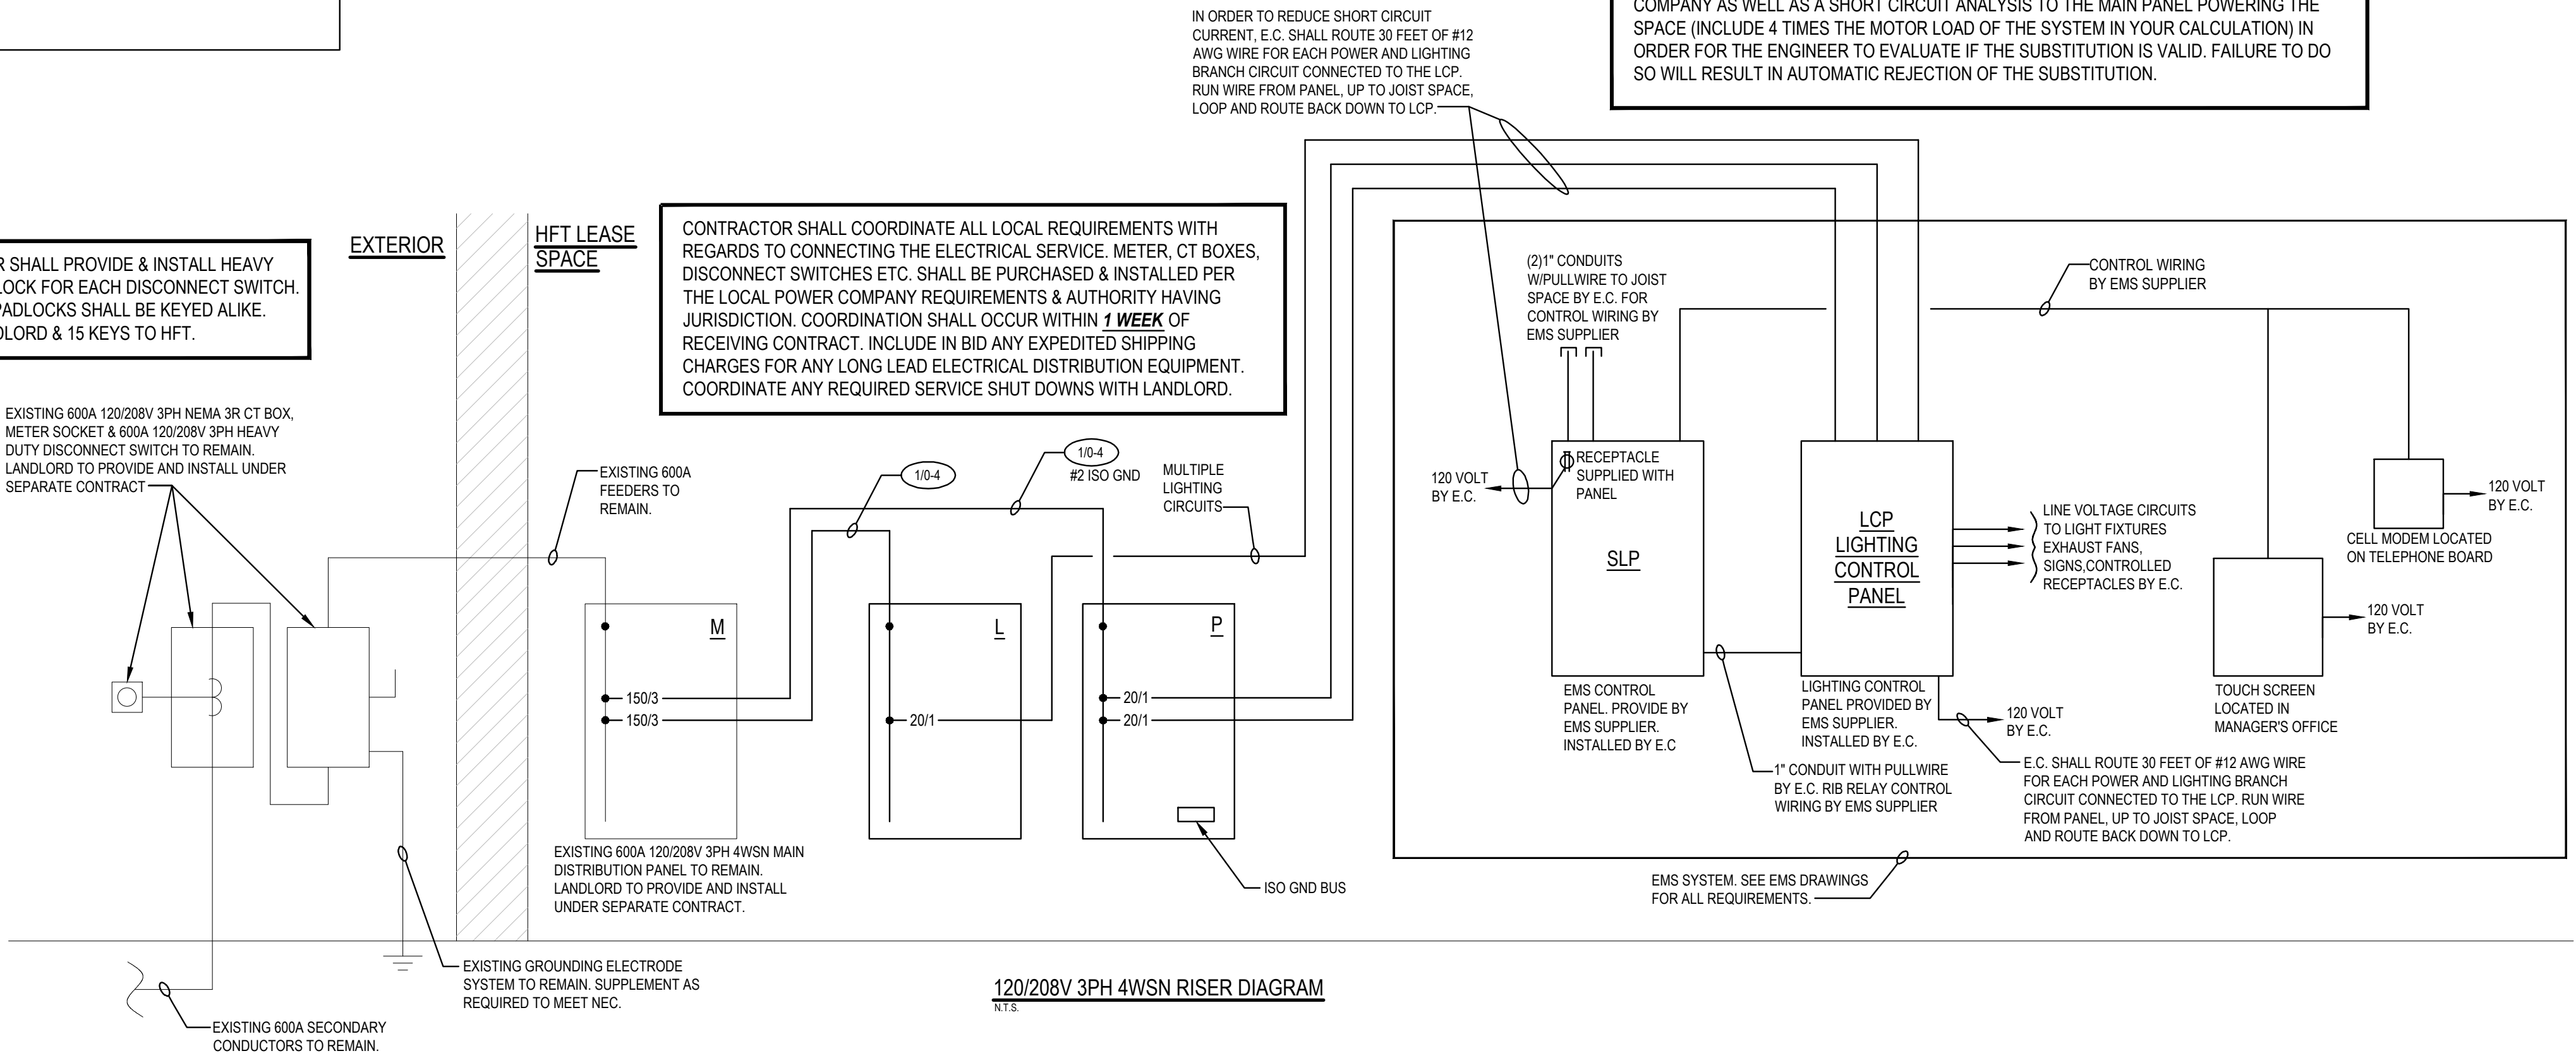 IN ORDER TO REDUCE SHORT CIRCUIT
CURRENT, E.C. SHALL ROUTE 30 FEET OF #12
AWG WIRE FOR EACH POWER AND LIGHTING
BRANCH CIRCUIT CONNECTED TO THE LCP.
RUN WIRE FROM PANEL, UP TO JOIST SPACE,
LOOP AND ROUTE BACK DOWN TO LCP.
COMPANY AS WELL AS A SHORT CIRCUIT ANALYSIS TO THE MAIN PANEL POWERING THE
SPACE (INCLUDE 4 TIMES THE MOTOR LOAD OF THE SYSTEM IN YOUR CALCULATION) IN
ORDER FOR THE ENGINEER TO EVALUATE IF THE SUBSTITUTION IS VALID. FAILURE TO DO
SO WILL RESULT IN AUTOMATIC REJECTION OF THE SUBSTITUTION.
R SHALL PROVIDE & INSTALL HEAVY
LOCK FOR EACH DISCONNECT SWITCH.
PADLOCKS SHALL BE KEYED ALIKE.
DLORD & 15 KEYS TO HFT.
EXTERIOR
HFT LEASE
SPACE
CONTRACTOR SHALL COORDINATE ALL LOCAL REQUIREMENTS WITH
REGARDS TO CONNECTING THE ELECTRICAL SERVICE. METER, CT BOXES,
DISCONNECT SWITCHES ETC. SHALL BE PURCHASED & INSTALLED PER
THE LOCAL POWER COMPANY REQUIREMENTS & AUTHORITY HAVING
JURISDICTION. COORDINATION SHALL OCCUR WITHIN 1 WEEK OF
RECEIVING CONTRACT. INCLUDE IN BID ANY EXPEDITED SHIPPING
CHARGES FOR ANY LONG LEAD ELECTRICAL DISTRIBUTION EQUIPMENT.
COORDINATE ANY REQUIRED SERVICE SHUT DOWNS WITH LANDLORD.
(2)1" CONDUITS
W/PULLWIRE TO JOIST
SPACE BY E.C. FOR
CONTROL WIRING BY
EMS SUPPLIER
CONTROL WIRING
BY EMS SUPPLIER
EXISTING 600A 120/208V 3PH NEMA 3R CT BOX,
METER SOCKET & 600A 120/208V 3PH HEAVY
DUTY DISCONNECT SWITCH TO REMAIN.
LANDLORD TO PROVIDE AND INSTALL UNDER
SEPARATE CONTRACT
EXISTING 600A
FEEDERS TO
REMAIN.
1/0-4
1/0-4
#2 ISO GND
MULTIPLE
LIGHTING
CIRCUITS
120 VOLT
BY E.C.
RECEPTACLE
SUPPLIED WITH
PANEL
SLP
LCP
LIGHTING
CONTROL
PANEL
LINE VOLTAGE CIRCUITS
TO LIGHT FIXTURES
EXHAUST FANS,
SIGNS,CONTROLLED
RECEPTACLES BY E.C.
120 VOLT
BY E.C.
CELL MODEM LOCATED
ON TELEPHONE BOARD
120 VOLT
BY E.C.
M
L
P
150/3
150/3
20/1
20/1
20/1
EMS CONTROL
PANEL. PROVIDE BY
EMS SUPPLIER.
INSTALLED BY E.C
LIGHTING CONTROL
PANEL PROVIDED BY
EMS SUPPLIER.
INSTALLED BY E.C.
120 VOLT
BY E.C.
TOUCH SCREEN
LOCATED IN
MANAGER'S OFFICE
1" CONDUIT WITH PULLWIRE
BY E.C. RIB RELAY CONTROL
WIRING BY EMS SUPPLIER
E.C. SHALL ROUTE 30 FEET OF #12 AWG WIRE
FOR EACH POWER AND LIGHTING BRANCH
CIRCUIT CONNECTED TO THE LCP. RUN WIRE
FROM PANEL, UP TO JOIST SPACE, LOOP
AND ROUTE BACK DOWN TO LCP.
EXISTING 600A 120/208V 3PH 4WSN MAIN
DISTRIBUTION PANEL TO REMAIN.
LANDLORD TO PROVIDE AND INSTALL
UNDER SEPARATE CONTRACT.
ISO GND BUS
EMS SYSTEM. SEE EMS DRAWINGS
FOR ALL REQUIREMENTS.
EXISTING GROUNDING ELECTRODE
SYSTEM TO REMAIN. SUPPLEMENT AS
REQUIRED TO MEET NEC.
EXISTING 600A SECONDARY
CONDUCTORS TO REMAIN.
120/208V 3PH 4WSN RISER DIAGRAM
N.T.S.